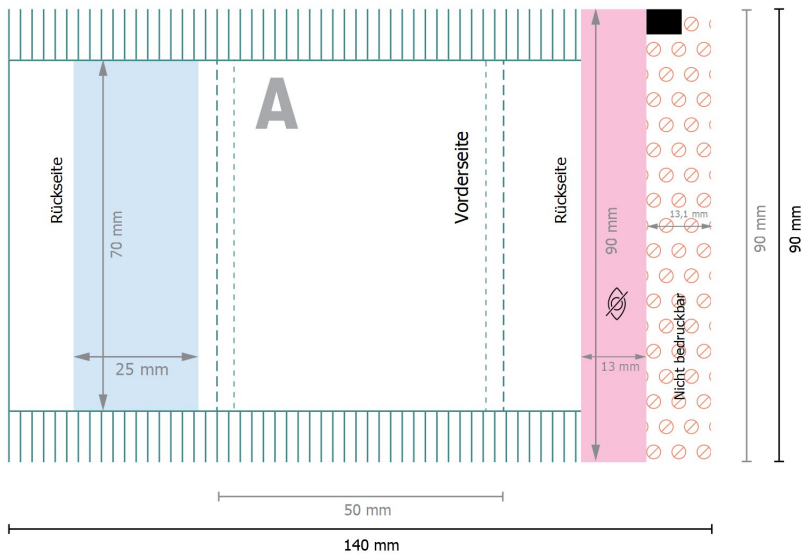 A
Rückseite
70 mm
25 mm
Vorderseite
Rückseite
90 mm
13 mm
13,1 mm
Nicht bedruckbar
90 mm
90 mm
50 mm
140 mm